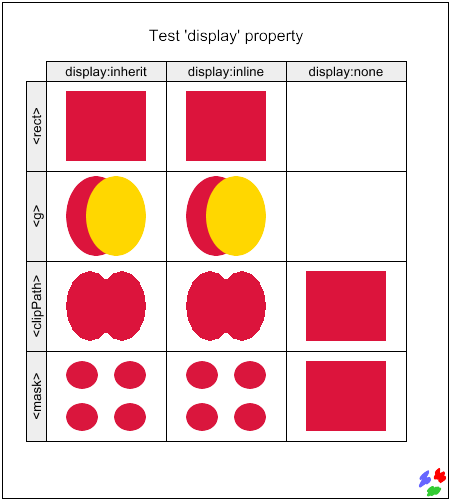 Test 'display' property
display:inherit display:inline display:none
<rect>
<g>
<clipPath>
<mask>